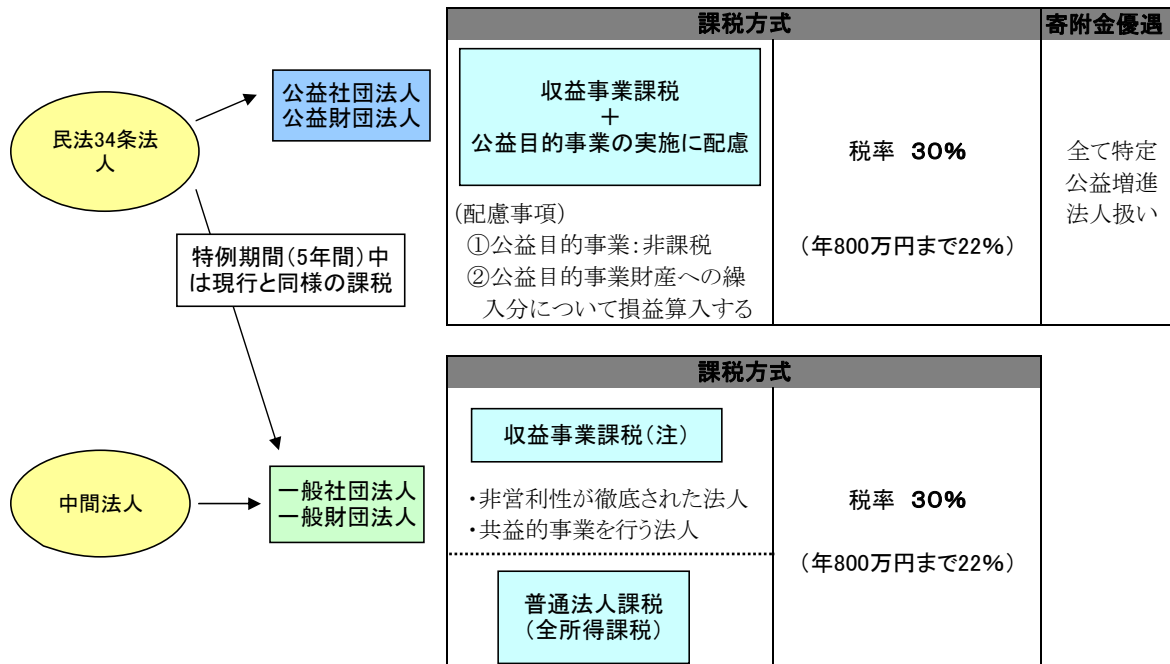 民法34条法
人
公益社団法人
公益財団法人
特例期間(5年間)中
は現行と同様の課税
中間法人
一般社団法人
一般財団法人
課税方式
寄附金優遇
収益事業課税
+
公益目的事業の実施に配慮
(配慮事項)
①公益目的事業:非課税
②公益目的事業財産への繰
入分について損益算入する
税率 30%
(年800万円まで22%)
全て特定
公益増進
法人扱い
課税方式
収益事業課税(注)
・非営利性が徹底された法人
・共益的事業を行う法人
普通法人課税
(全所得課税)
税率 30%
(年800万円まで22%)